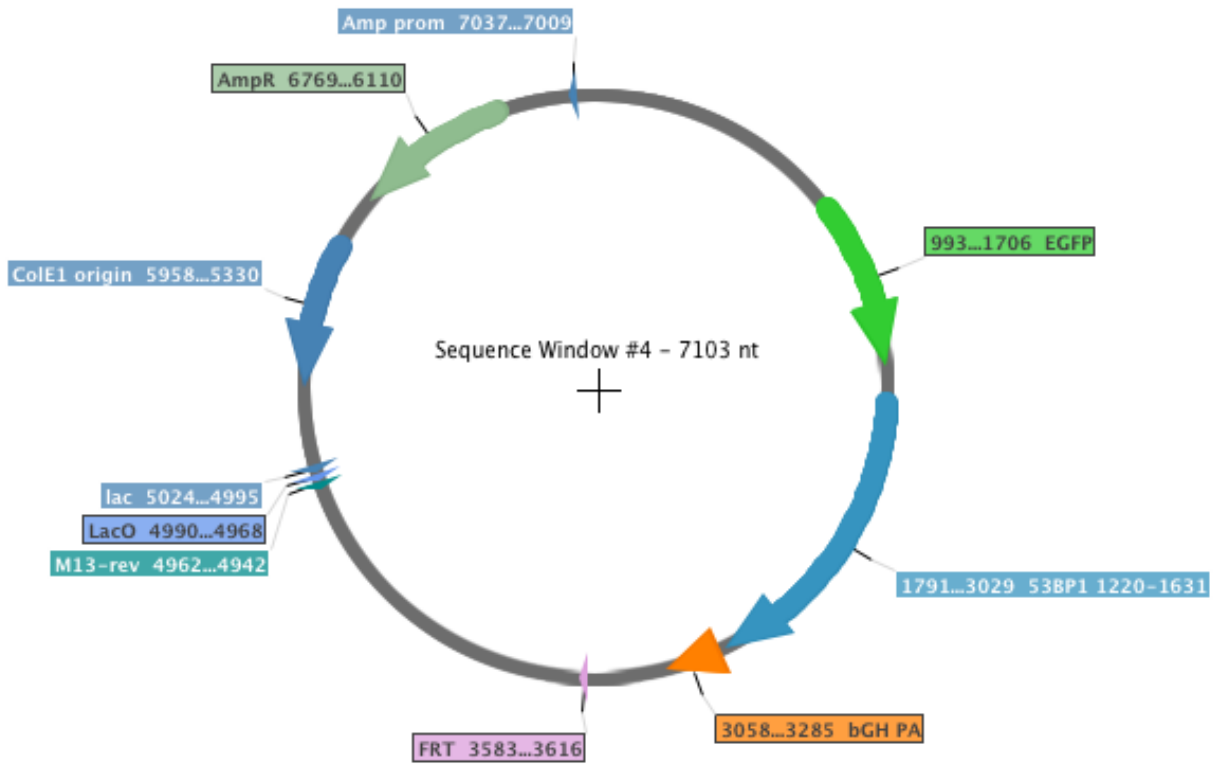 Amp prom 7037...7009
AmpR 6769...6110
993...1706 EGFP
ColE1 origin 5958...5330
Sequence Window #4 - 7103 nt
lac 5024...4995
LacO 4990...4968
M13-rev 4962...4942
1791...3029 53BP1 1220-1631
3058...3285 bGH PA
FRT 3583...3616